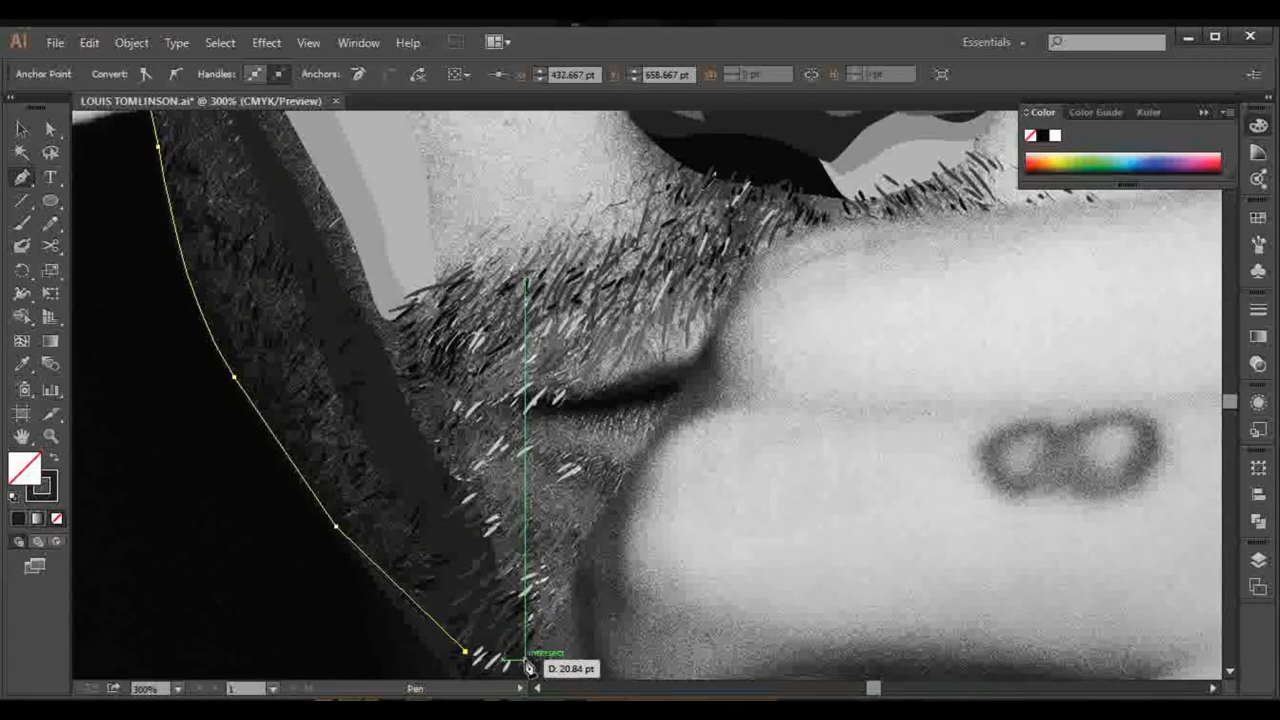 Ai File Edit Object Type Select Effect View Window Help Essentials
Anchor Point Convert: Handles: Anchors: 432.667 pt 658.667 pt
LOUIS TOMLINSON.ai* @ 300% (CMYK/Preview)
Color Color Guide Kuler
intersect
D: 20.84 pt
300% 1 Pen